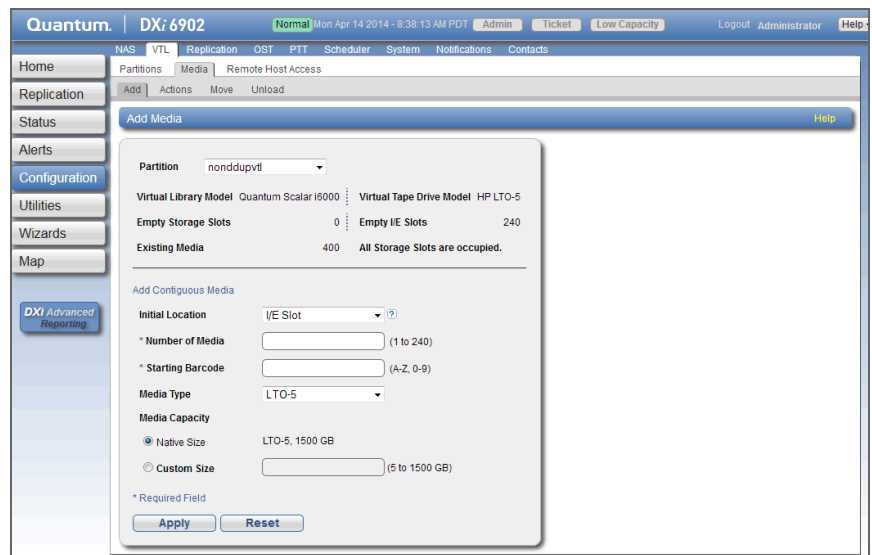 Quantum. DXi 6902 Normal Mon Apr 14 2014 - 8:38:13 AM PDT Admin Ticket Low Capacity Logout Administrator Help
NAS VTL Replication OST PTT Scheduler System Notifications Contacts
Partitions Media Remote Host Access
Add Actions Move Unload
Home
Replication
Status
Alerts
Configuration
Utilities
Wizards
Map
DXi Advanced
Reporting
Add Media Help
Partition nonddupvtl
Virtual Library Model Quantum Scalar i6000 Virtual Tape Drive Model HP LTO-5
Empty Storage Slots 0 Empty I/E Slots 240
Existing Media 400 All Storage Slots are occupied.
Add Contiguous Media
Initial Location I/E Slot ?
* Number of Media (1 to 240)
* Starting Barcode (A-Z, 0-9)
Media Type LTO-5
Media Capacity
Native Size LTO-5, 1500 GB
Custom Size (5 to 1500 GB)
* Required Field
Apply Reset